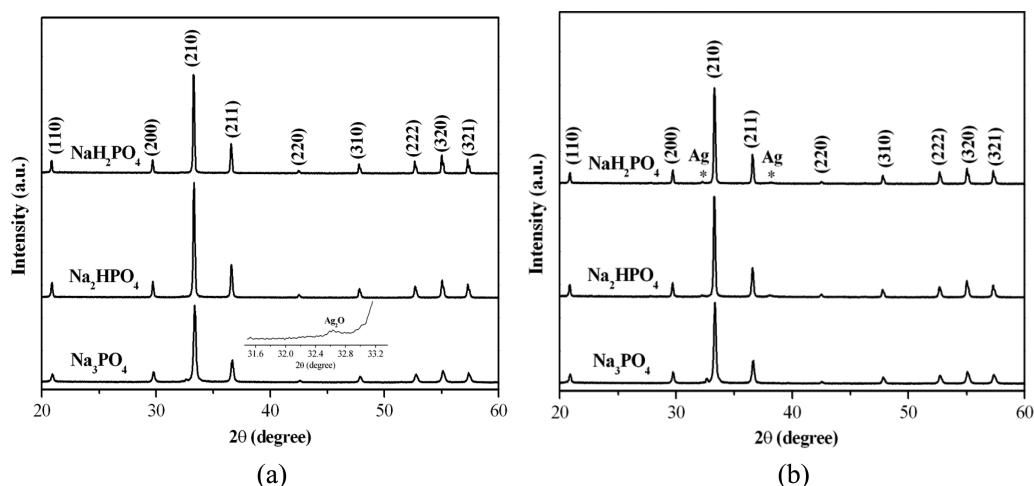 (110)
(200)
(210)
(211)
(220)
(310)
(222)
(320)
(321)
NaH₂PO₄
Na₂HPO₄
Na₃PO₄
Ag₂O
31.6 32.0 32.4 32.8 33.2
2θ (degree)
Intensity (a.u.)
20 30 40 50 60
2θ (degree)
(a)
(110)
(200)
(210)
(211)
(220)
(310)
(222)
(320)
(321)
Ag
*
Ag
*
NaH₂PO₄
Na₂HPO₄
Na₃PO₄
Intensity (a.u.)
20 30 40 50 60
2θ (degree)
(b)